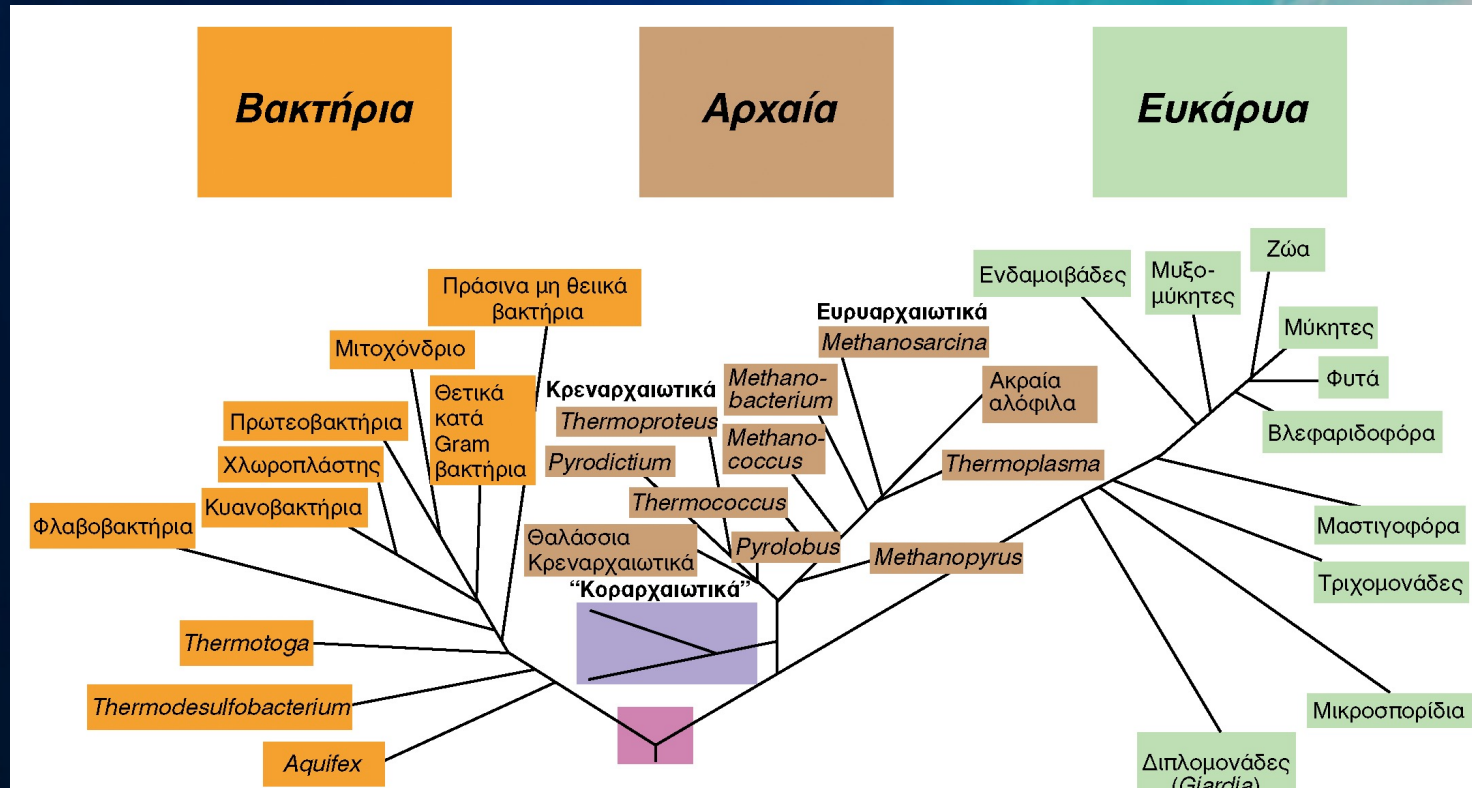 Βακτήρια
Αρχαία
Ευκάρυα
Πράσινα μη θειικά
βακτήρια
Μιτοχόνδριο
Θετικά
κατά
Gram
βακτήρια
Πρωτεοβακτήρια
Χλωροπλάστης
Κυανοβακτήρια
Φλαβοβακτήρια
Thermotoga
Thermodesulfobacterium
Aquifex
Κρεναρχαιωτικά
Thermoproteus
Pyrodictium
Thermococcus
Θαλάσσια
Κρεναρχαιωτικά
Pyrolobus
“Κοραρχαιωτικά”
Ευρυαρχαιωτικά
Methanosarcina
Methano-
bacterium
Methano-
coccus
Ακραία
αλόφιλα
Thermoplasma
Methanopyrus
Ενδαμοιβάδες
Μυξο-
μύκητες
Ζώα
Μύκητες
Φυτά
Βλεφαριδοφόρα
Μαστιγοφόρα
Τριχομονάδες
Μικροσπορίδια
Διπλομονάδες
(Giardia)